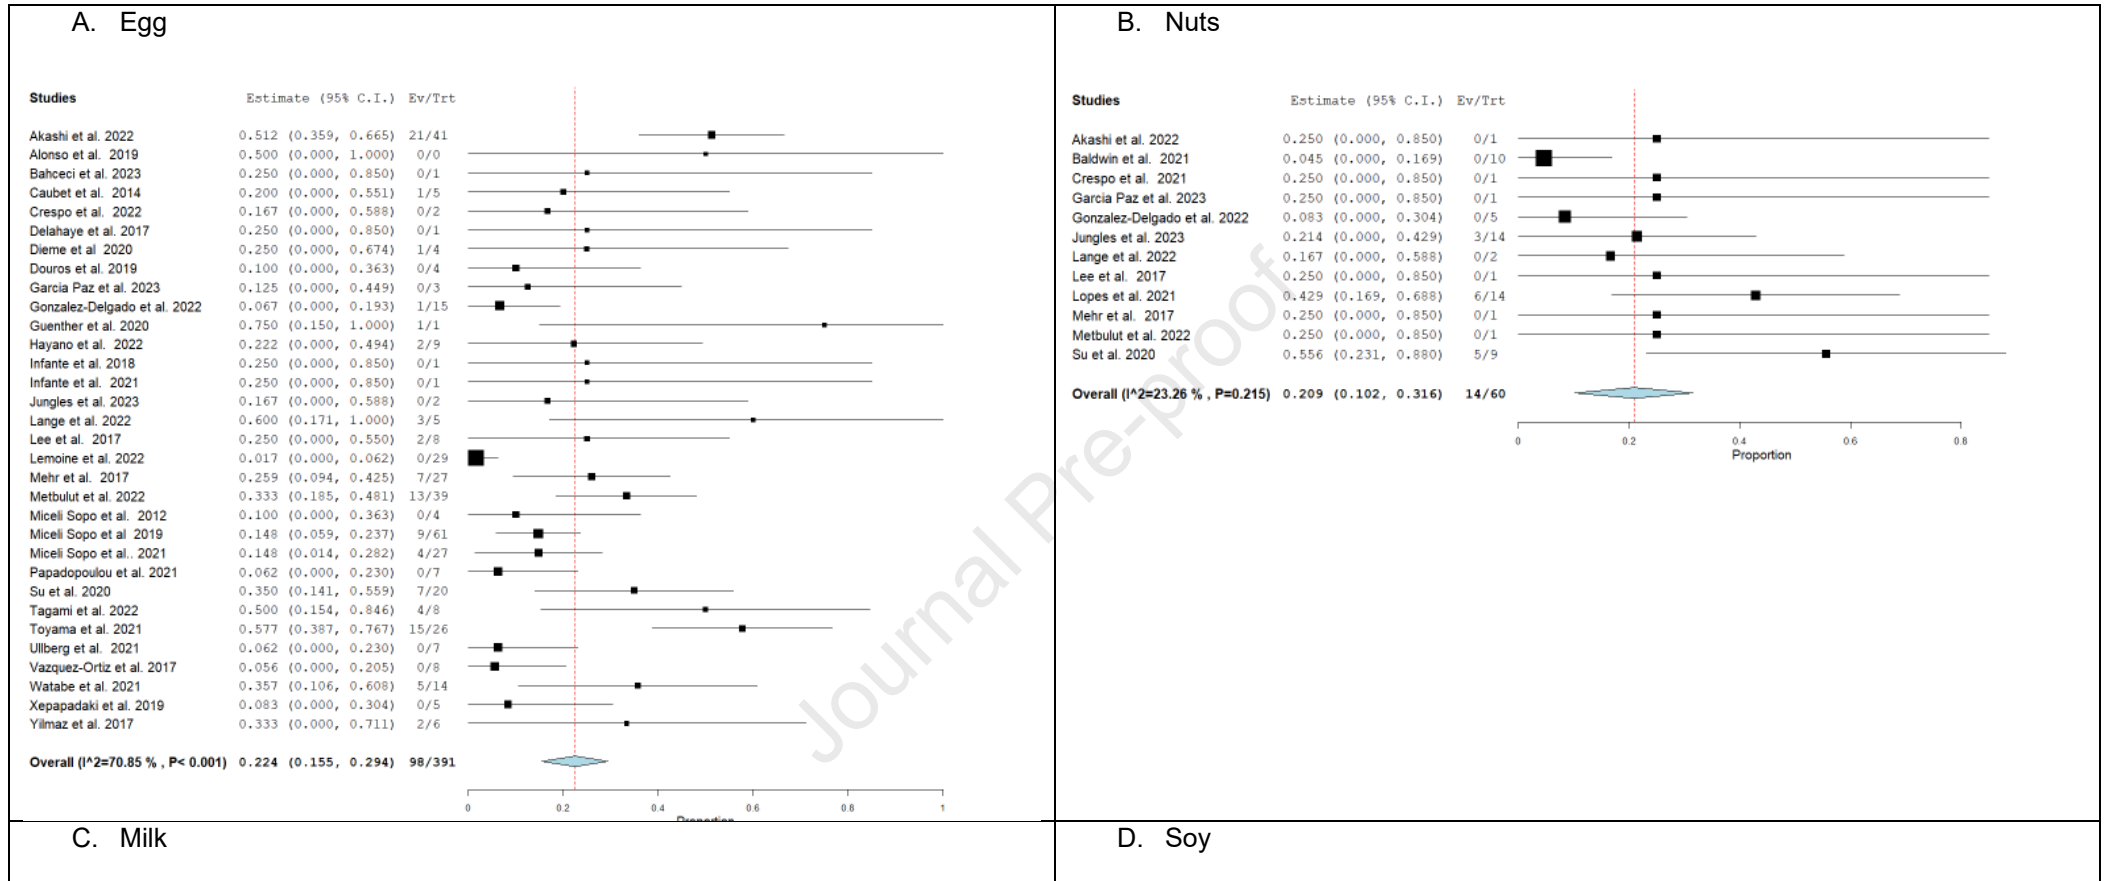 A. Egg
Studies Estimate (95% C.I.) Ev/Trt
Akashi et al. 2022 0.512 (0.359, 0.665) 21/41
Alonso et al. 2019 0.500 (0.000, 1.000) 0/0
Bahceci et al. 2023 0.250 (0.000, 0.850) 0/1
Caubet et al. 2014 0.200 (0.000, 0.551) 1/5
Crespo et al. 2022 0.167 (0.000, 0.588) 0/2
Delahaye et al. 2017 0.250 (0.000, 0.850) 0/1
Dieme et al 2020 0.250 (0.000, 0.674) 1/4
Douros et al. 2019 0.100 (0.000, 0.363) 0/4
Garcia Paz et al. 2023 0.125 (0.000, 0.449) 0/3
Gonzalez-Delgado et al. 2022 0.067 (0.000, 0.193) 1/15
Guenther et al. 2020 0.750 (0.150, 1.000) 1/1
Hayano et al. 2022 0.222 (0.000, 0.494) 2/9
Infante et al. 2018 0.250 (0.000, 0.850) 0/1
Infante et al. 2021 0.250 (0.000, 0.850) 0/1
Jungles et al. 2023 0.167 (0.000, 0.588) 0/2
Lange et al. 2022 0.600 (0.171, 1.000) 3/5
Lee et al. 2017 0.250 (0.000, 0.550) 2/8
Lemoine et al. 2022 0.017 (0.000, 0.062) 0/29
Mehr et al. 2017 0.259 (0.094, 0.425) 7/27
Metbulut et al. 2022 0.333 (0.185, 0.481) 13/39
Miceli Sopo et al. 2012 0.100 (0.000, 0.363) 0/4
Miceli Sopo et al 2019 0.148 (0.059, 0.237) 9/61
Miceli Sopo et al.. 2021 0.148 (0.014, 0.282) 4/27
Papadopoulou et al. 2021 0.062 (0.000, 0.230) 0/7
Su et al. 2020 0.350 (0.141, 0.559) 7/20
Tagami et al. 2022 0.500 (0.154, 0.846) 4/8
Toyama et al. 2021 0.577 (0.387, 0.767) 15/26
Ullberg et al. 2021 0.062 (0.000, 0.230) 0/7
Vazquez-Ortiz et al. 2017 0.056 (0.000, 0.205) 0/8
Watabe et al. 2021 0.357 (0.106, 0.608) 5/14
Xepapadaki et al. 2019 0.083 (0.000, 0.304) 0/5
Yilmaz et al. 2017 0.333 (0.000, 0.711) 2/6
Overall (I^2=70.85 % , P< 0.001) 0.224 (0.155, 0.294) 98/391
0 0.2 0.4 0.6 0.8 1
Proportion
B. Nuts
Studies Estimate (95% C.I.) Ev/Trt
Akashi et al. 2022 0.250 (0.000, 0.850) 0/1
Baldwin et al. 2021 0.045 (0.000, 0.169) 0/10
Crespo et al. 2021 0.250 (0.000, 0.850) 0/1
Garcia Paz et al. 2023 0.250 (0.000, 0.850) 0/1
Gonzalez-Delgado et al. 2022 0.083 (0.000, 0.304) 0/5
Jungles et al. 2023 0.214 (0.000, 0.429) 3/14
Lange et al. 2022 0.167 (0.000, 0.588) 0/2
Lee et al. 2017 0.250 (0.000, 0.850) 0/1
Lopes et al. 2021 0.429 (0.169, 0.688) 6/14
Mehr et al. 2017 0.250 (0.000, 0.850) 0/1
Metbulut et al. 2022 0.250 (0.000, 0.850) 0/1
Su et al. 2020 0.556 (0.231, 0.880) 5/9
Overall (I^2=23.26 % , P=0.215) 0.209 (0.102, 0.316) 14/60
0 0.2 0.4 0.6 0.8
Proportion
Journal Pre-proof
C. Milk
D. Soy